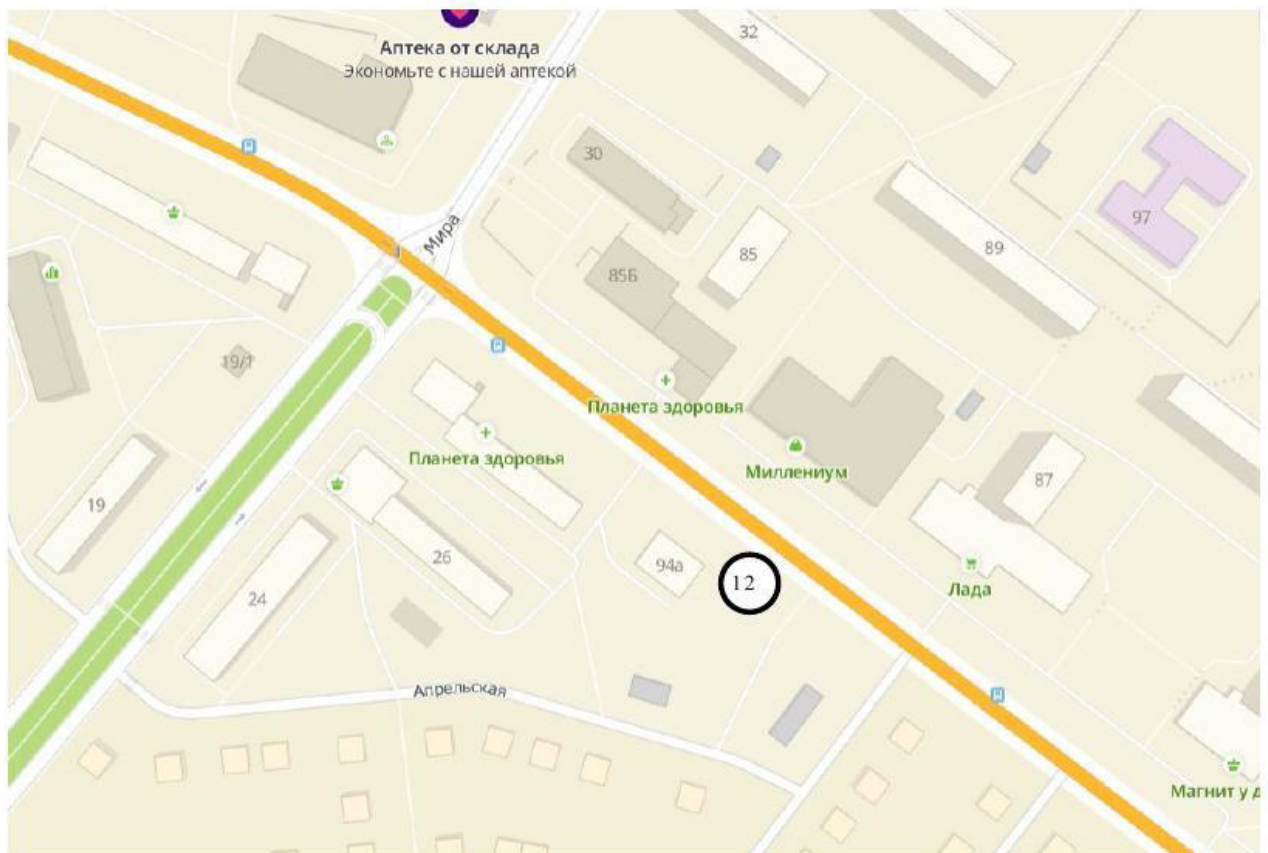 Аптека от склада
Экономьте с нашей аптекой
32
30
97
Мира
85
89
85Б
19/1
Планета здоровья
Планета здоровья
Миллениум
87
19
26
94а
12
Лада
24
Апрельская
Магнит у д